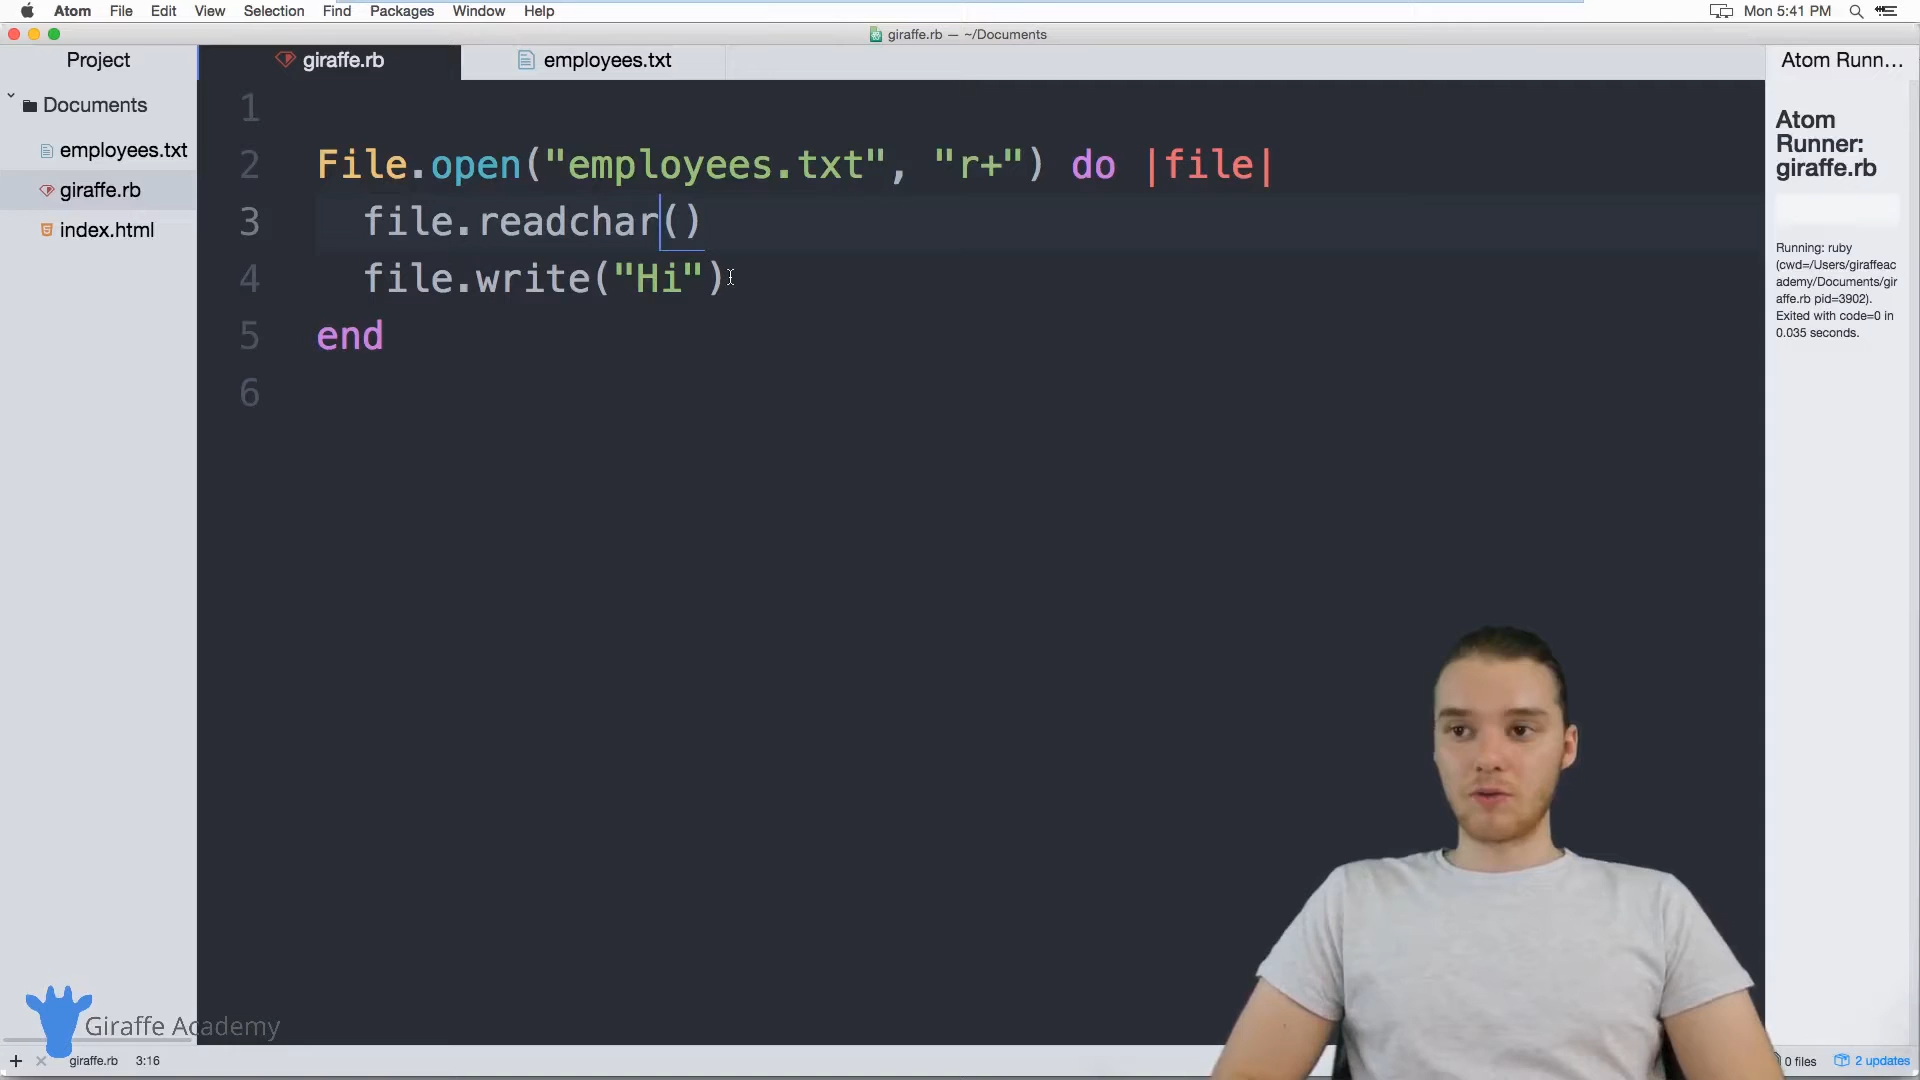 Atom File Edit View Selection Find Packages Window Help Mon 5:41 PM
giraffe.rb — ~/Documents
Project giraffe.rb employees.txt Atom Runn...
Documents
employees.txt
giraffe.rb
index.html
1
2 File.open("employees.txt", "r+") do |file|
3 file.readchar()
4 file.write("Hi")
5 end
6
Atom
Runner:
giraffe.rb
Running: ruby
(cwd=/Users/giraffeac
ademy/Documents/gir
affe.rb pid=3902).
Exited with code=0 in
0.035 seconds.
Giraffe Academy
giraffe.rb 3:16 0 files 2 updates